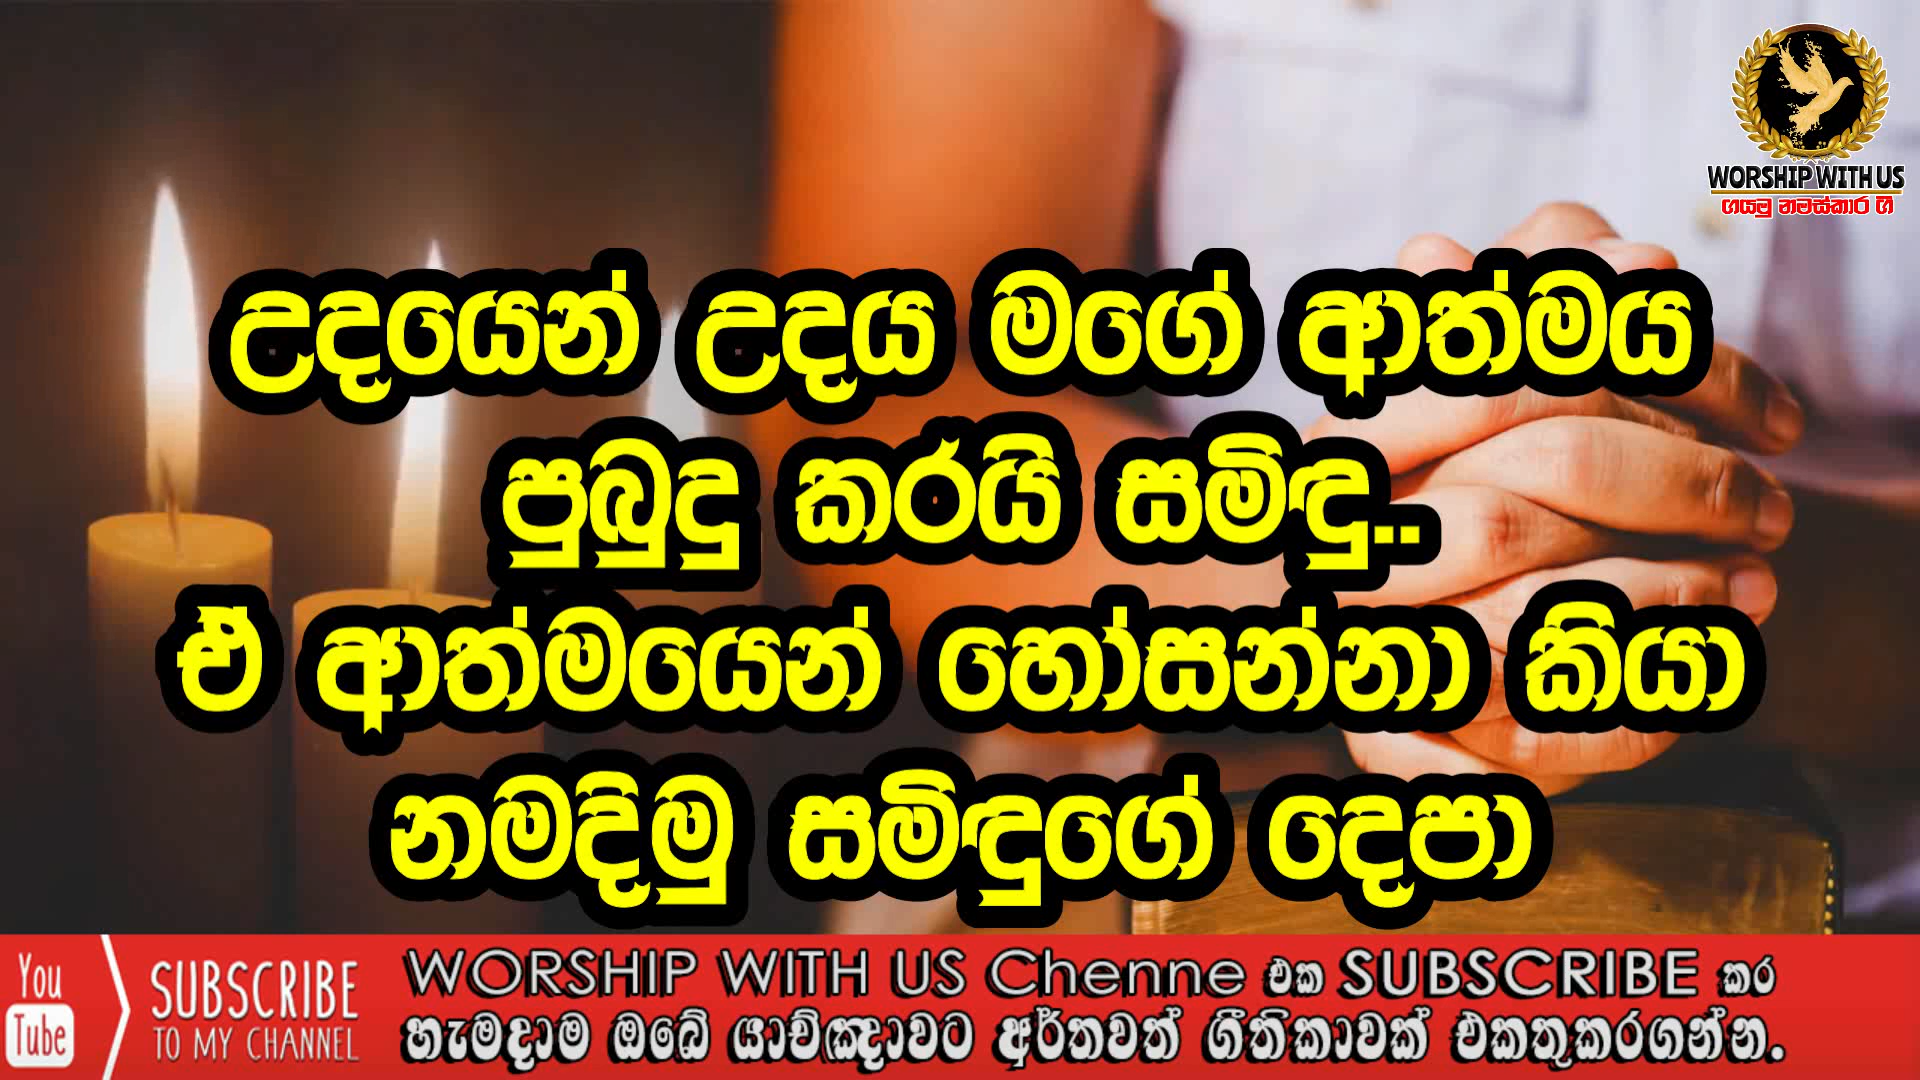 WORSHIP WITH US
ගයමු නමස්කාර ගී
උදයෙන් උදය මගේ ආත්මය
පුබුදු කරයි සමිඳු..
ඒ ආත්මයෙන් හෝසන්නා කියා
නමදිමු සමිඳුගේ දෙපා
You
Tube
SUBSCRIBE
TO MY CHANNEL
WORSHIP WITH US Chenne එක SUBSCRIBE කර
හැමදාම ඔබේ යාච්ඤාවට අර්තවත් ගීතිකාවක් එකතුකරගන්න.